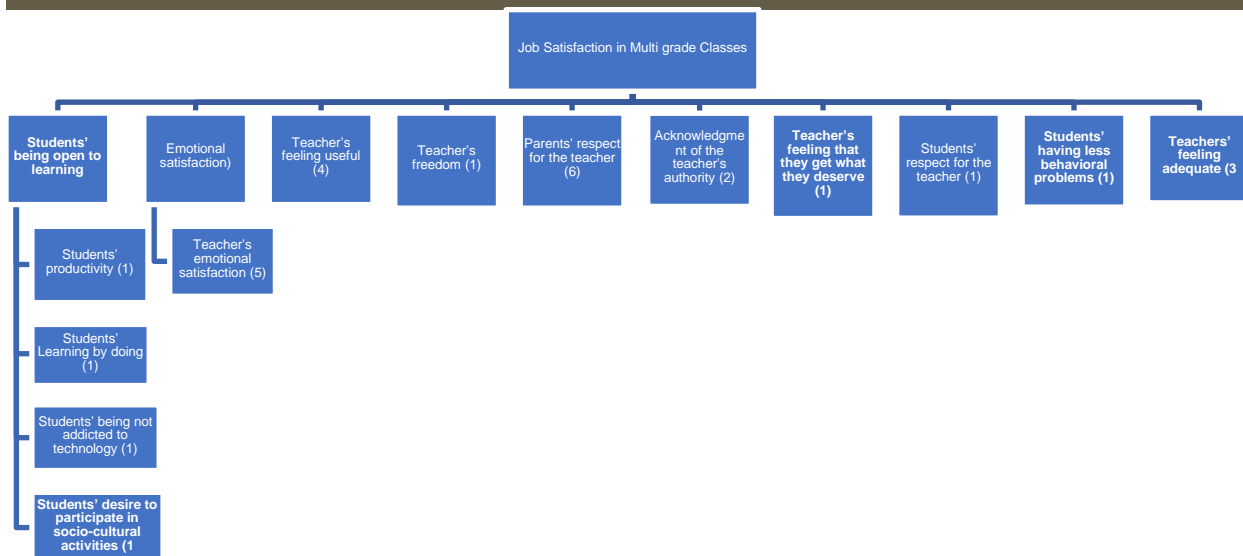 Job Satisfaction in Multi grade Classes
Students'
being open to
learning
Emotional
satisfaction)
Teacher's
feeling useful
(4)
Teacher's
freedom (1)
Parents' respect
for the teacher
(6)
Acknowledgme
nt of the
teacher's
authority (2)
Teacher's
feeling that
they get what
they deserve
(1)
Students'
respect for the
teacher (1)
Students'
having less
behavioral
problems (1)
Teachers'
feeling
adequate (3
Students'
productivity (1)
Teacher's
emotional
satisfaction (5)
Students'
Learning by doing
(1)
Students' being not
addicted to
technology (1)
Students' desire to
participate in
socio-cultural
activities (1